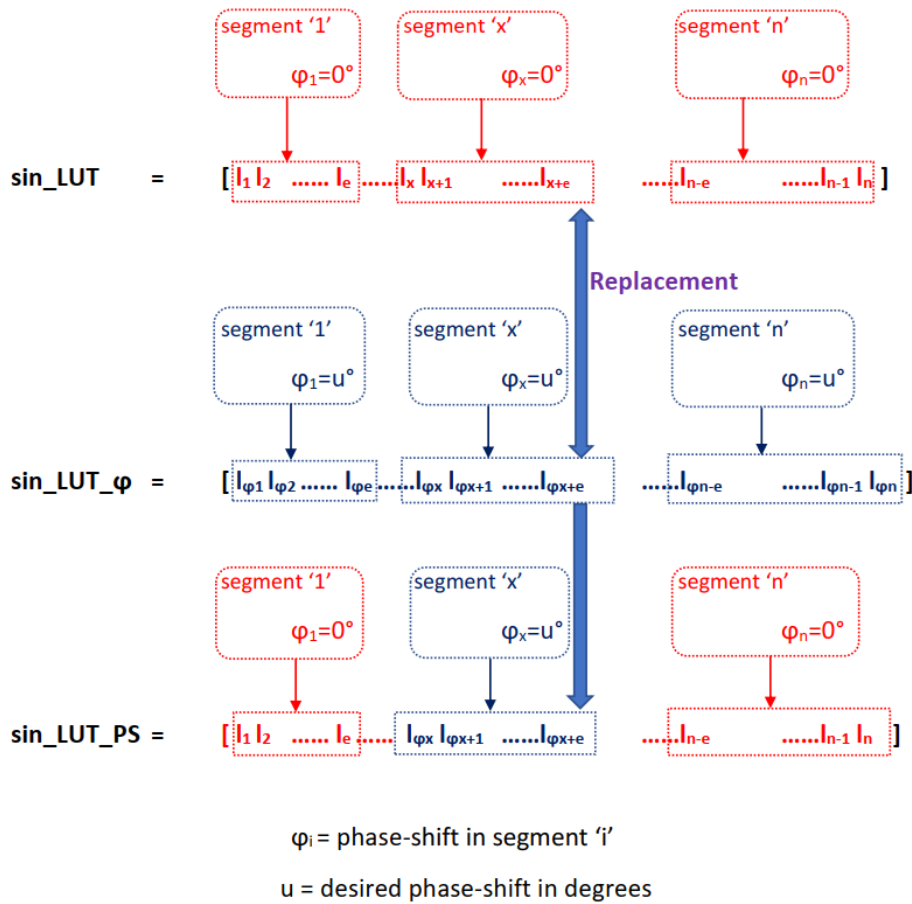 segment ‘1’ segment ‘x’ segment ‘n’
φ₁=0° φₓ=0° φₙ=0°
sin_LUT = [ I₁ I₂ ...... Iₑ ......Iₓ Iₓ₊₁ ......Iₓ₊ₑ ......Iₙ₋ₑ ......Iₙ₋₁ Iₙ ]
Replacement
segment ‘1’ segment ‘x’ segment ‘n’
φ₁=u° φₓ=u° φₙ=u°
sin_LUT_φ = [ Iᵩ₁ Iᵩ₂ ...... Iᵩₑ ......Iᵩₓ Iᵩₓ₊₁ ......Iᵩₓ₊ₑ ......Iᵩₙ₋ₑ ......Iᵩₙ₋₁ Iᵩₙ ]
segment ‘1’ segment ‘x’ segment ‘n’
φ₁=0° φₓ=u° φₙ=0°
sin_LUT_PS = [ I₁ I₂ ...... Iₑ ...... Iᵩₓ Iᵩₓ₊₁ ......Iᵩₓ₊ₑ ......Iₙ₋ₑ ......Iₙ₋₁ Iₙ ]
φᵢ = phase-shift in segment ‘i’
u = desired phase-shift in degrees